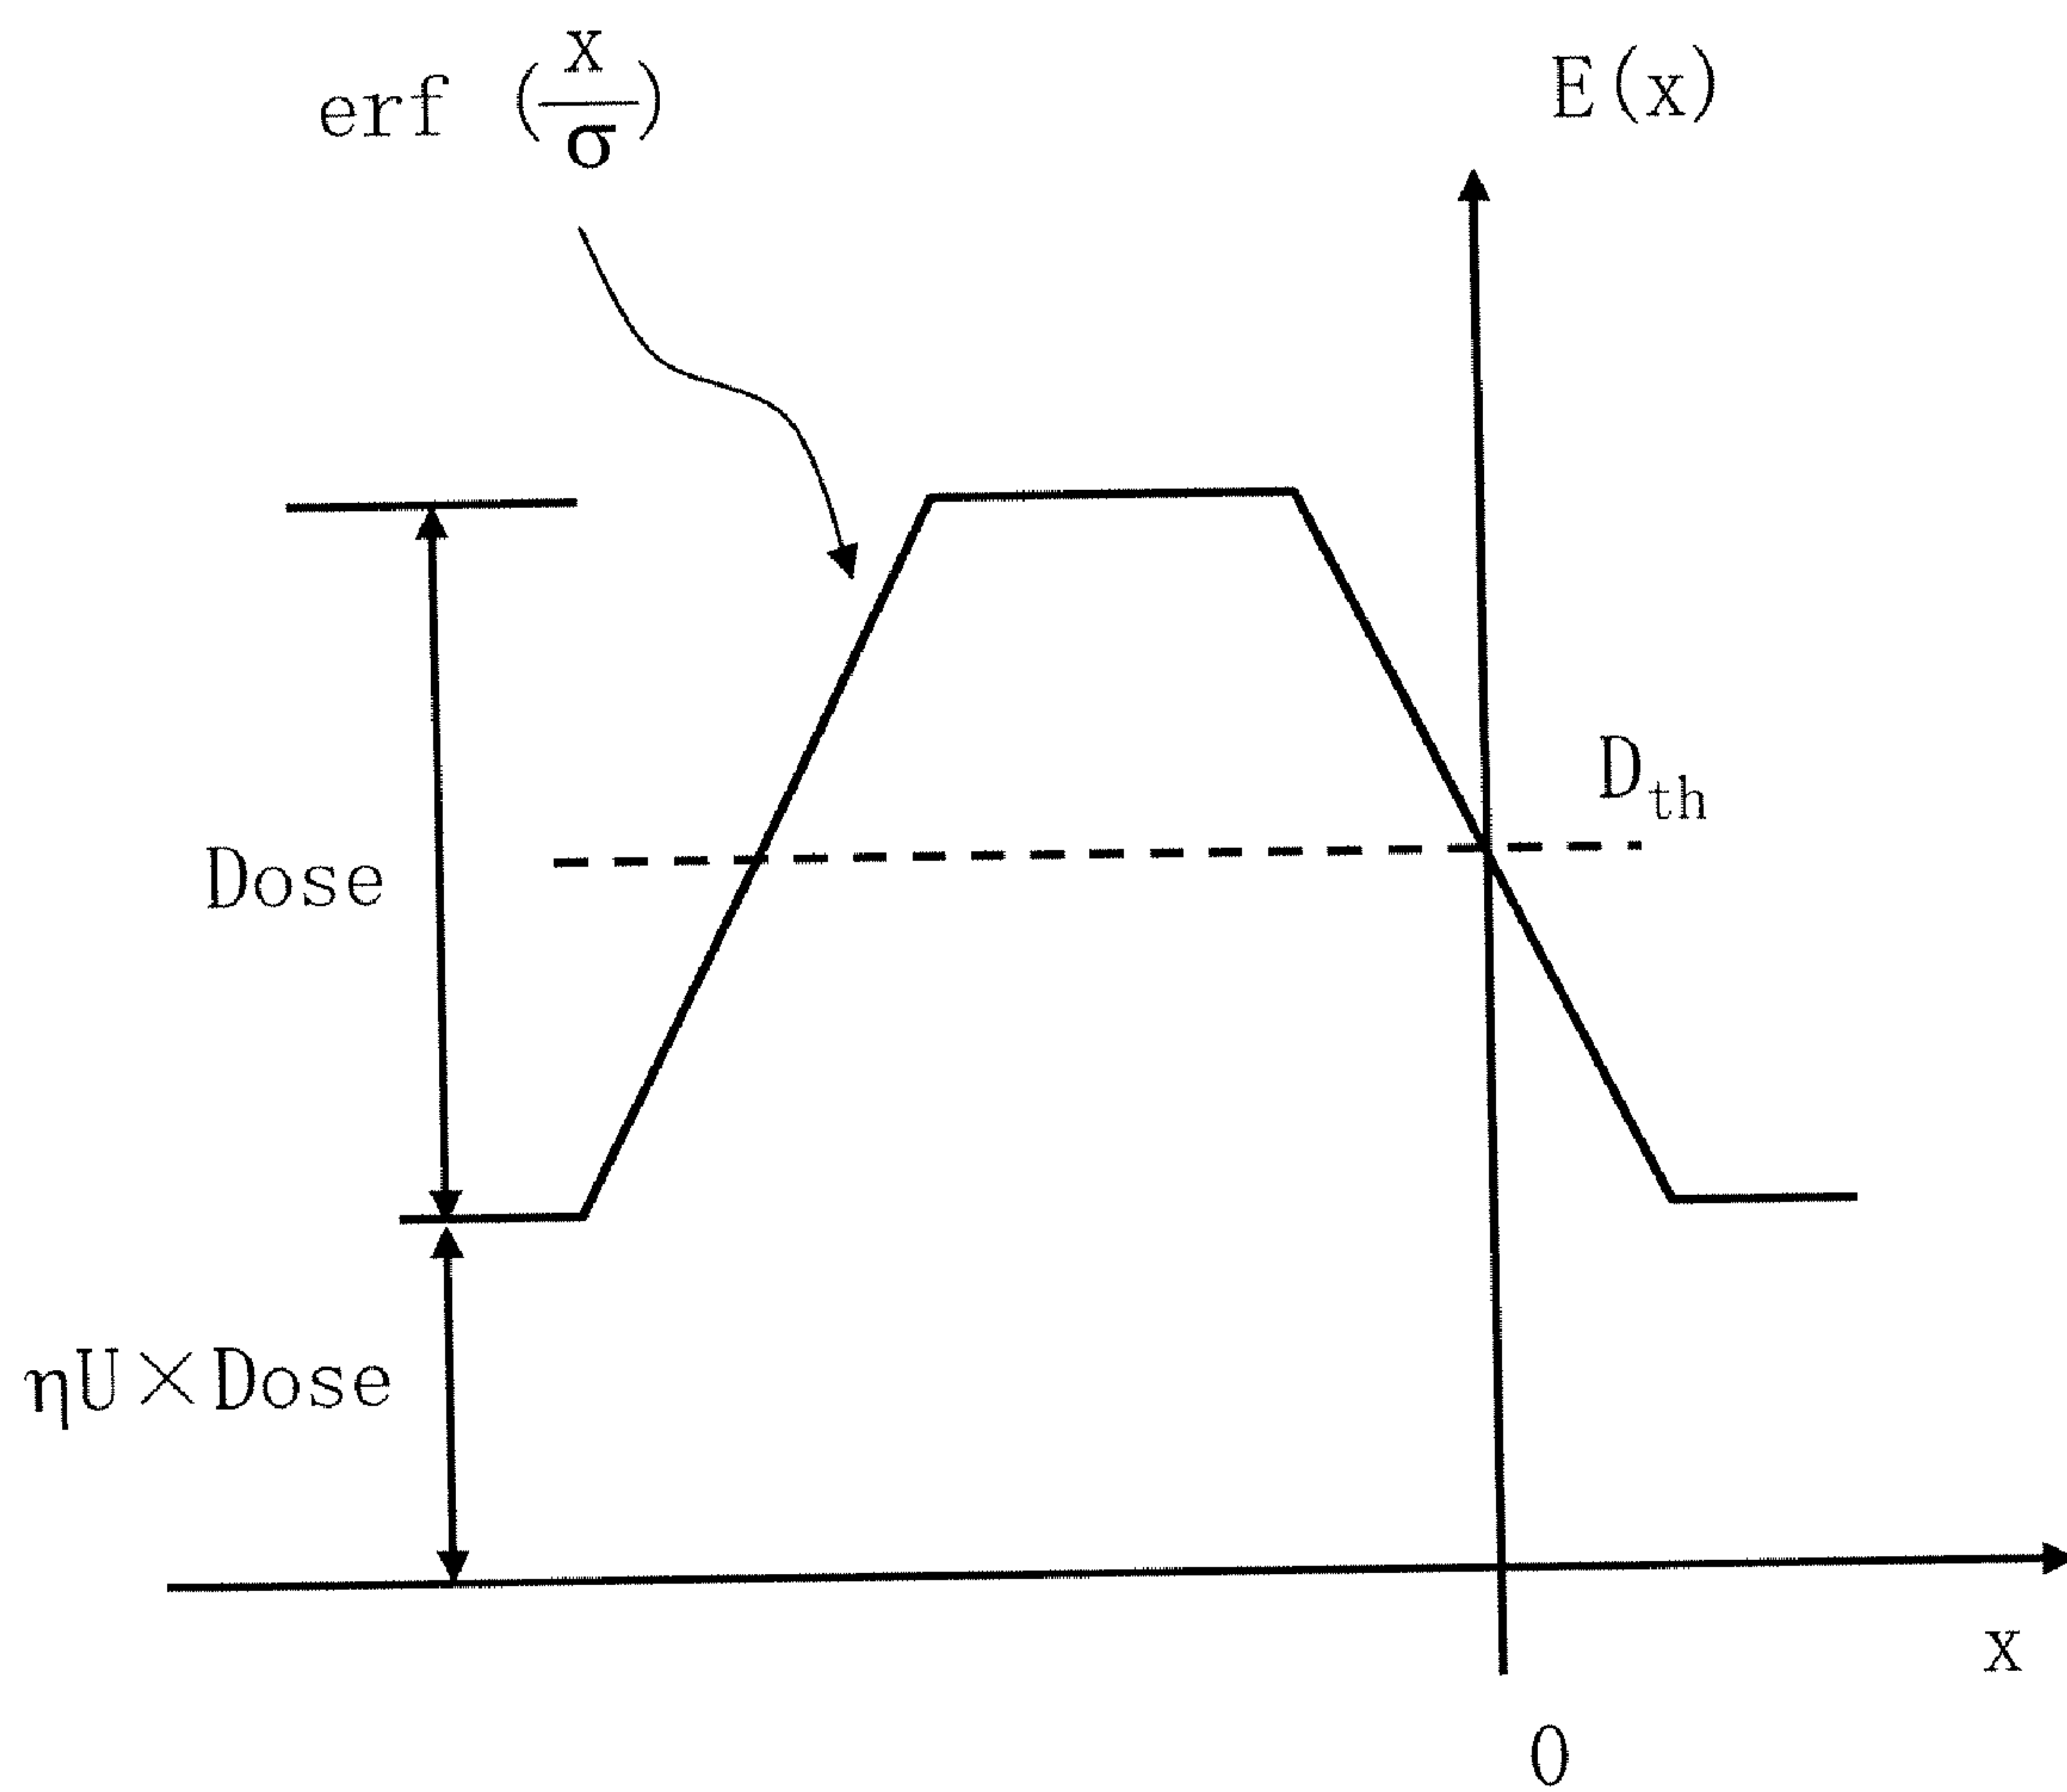 erf (x/σ)
E(x)
D_th
Dose
ηU×Dose
x
0